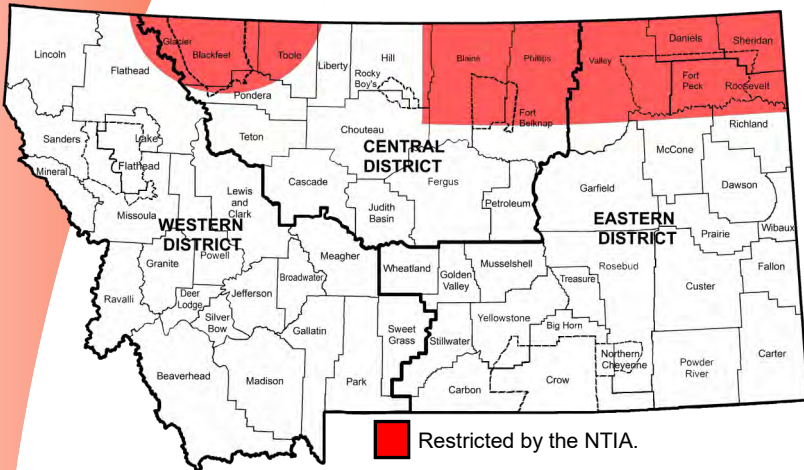 Lincoln
Flathead
Glacier
Blackfeet
Toole
Liberty
Hill
Rocky
Boy's
Blaine
Phillips
Valley
Daniels
Sheridan
Fort
Peck
Roosevelt
Pondera
Teton
Chouteau
Fort
Belknap
Richland
Sanders
Lake
Flathead
Mineral
Missoula
Lewis
and
Clark
Cascade
CENTRAL
DISTRICT
Judith
Basin
Fergus
Petroleum
Garfield
McCone
Dawson
WESTERN
DISTRICT
EASTERN
DISTRICT
Prairie
Wibaux
Granite
Powell
Ravalli
Deer
Lodge
Silver
Bow
Jefferson
Broadwater
Meagher
Wheatland
Golden
Valley
Musselshell
Treasure
Rosebud
Custer
Fallon
Gallatin
Sweet
Grass
Stillwater
Yellowstone
Big Horn
Northern
Cheyenne
Powder
River
Carter
Beaverhead
Madison
Park
Carbon
Crow
Restricted by the NTIA.